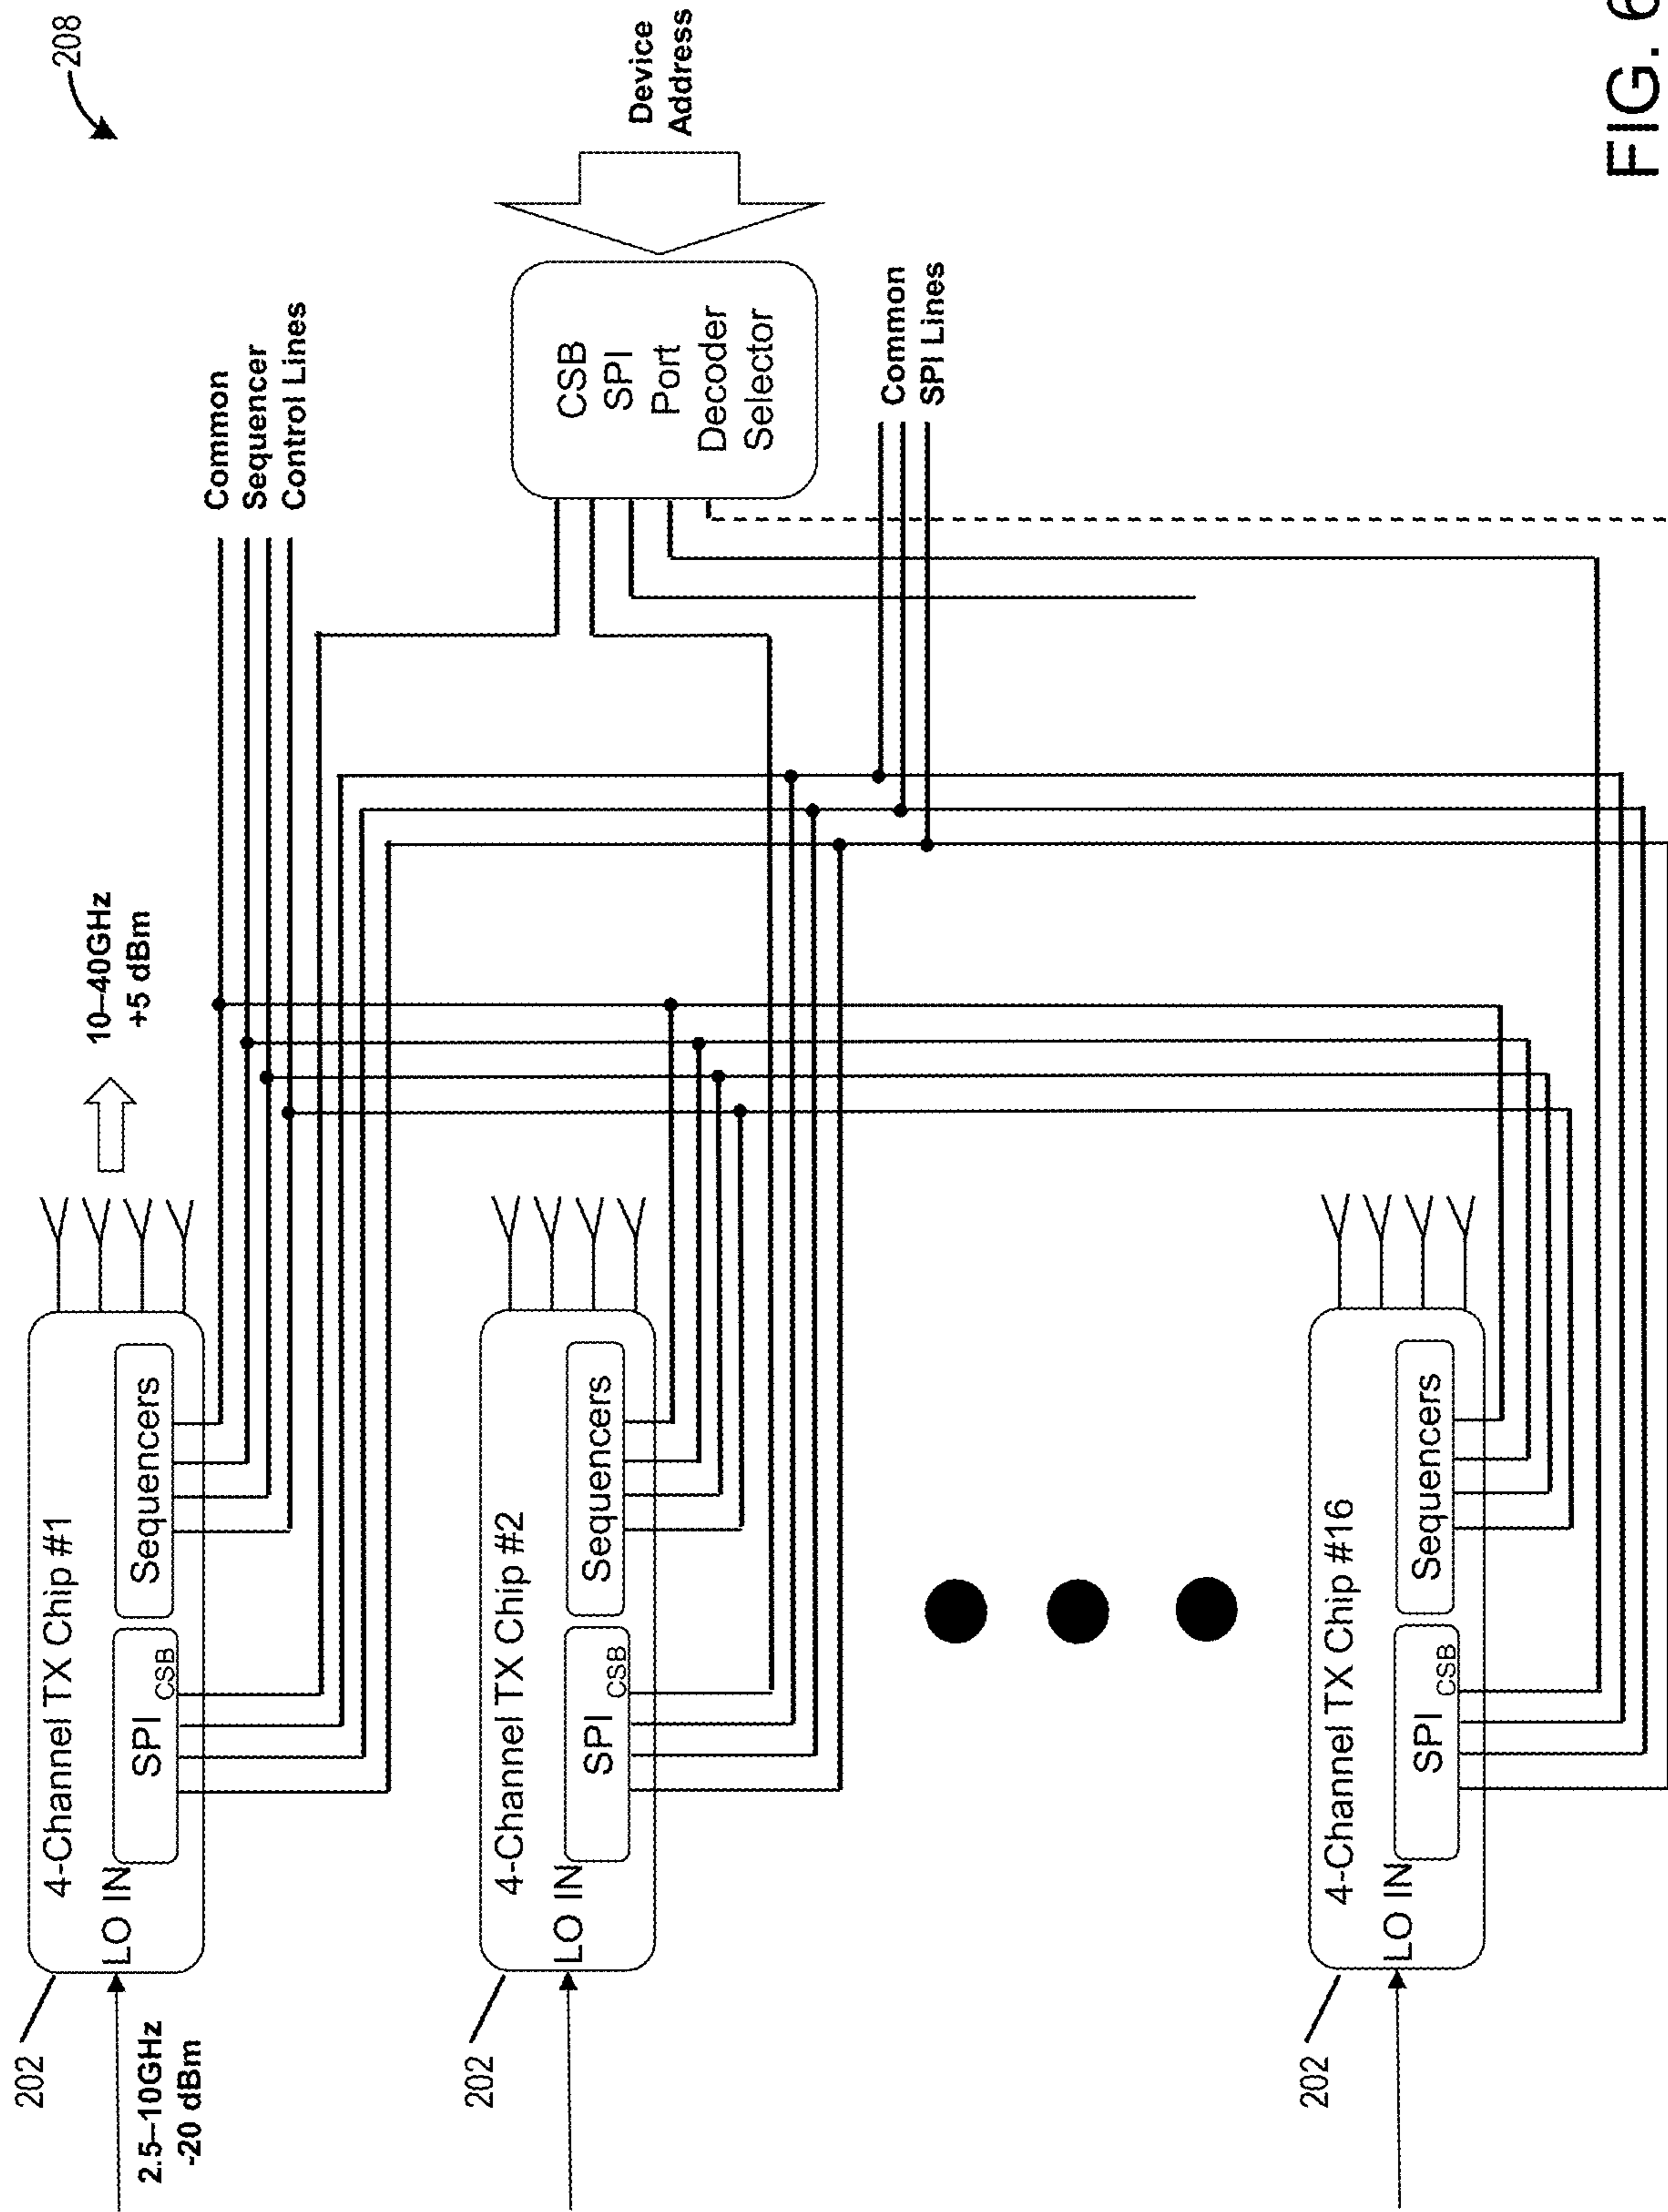 208
202
4-Channel TX Chip #1
LO IN
SPI
CSB
Sequencers
2.5–10GHz
-20 dBm
10–40GHz
+5 dBm
Common
Sequencer
Control Lines
202
4-Channel TX Chip #2
LO IN
SPI
CSB
Sequencers
CSB
SPI
Port
Decoder
Selector
Device
Address
Common
SPI Lines
202
4-Channel TX Chip #16
LO IN
SPI
CSB
Sequencers
FIG. 6